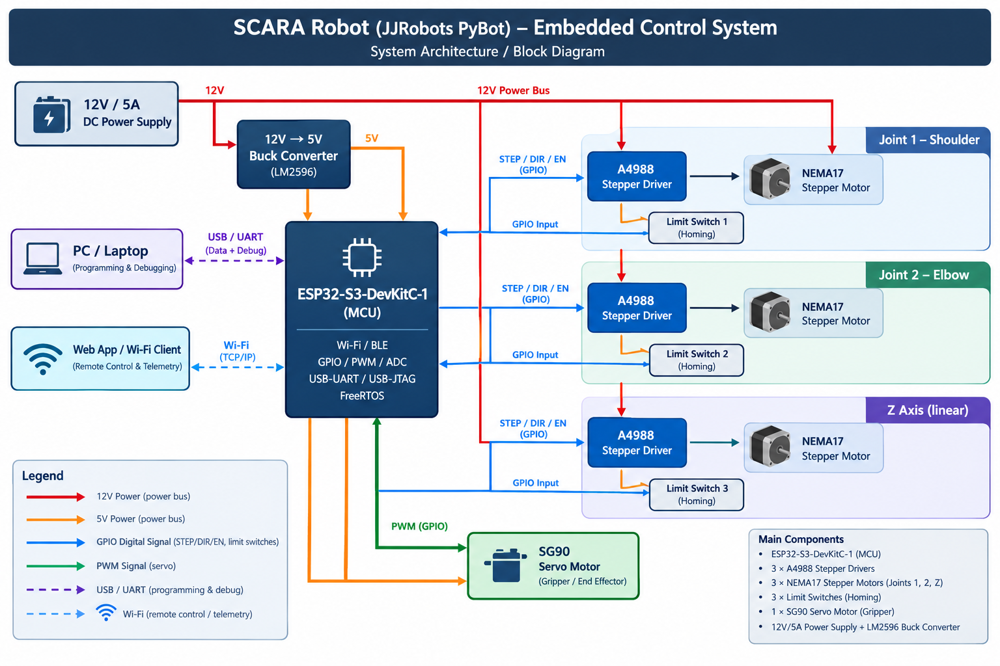 SCARA Robot (JJRobots PyBot) – Embedded Control System
System Architecture / Block Diagram
12V / 5A
DC Power Supply
12V
12V Power Bus
12V → 5V
Buck Converter
(LM2596)
5V
PC / Laptop
(Programming & Debugging)
USB / UART
(Data + Debug)
Web App / Wi-Fi Client
(Remote Control & Telemetry)
Wi-Fi
(TCP/IP)
ESP32-S3-DevKitC-1
(MCU)
Wi-Fi / BLE
GPIO / PWM / ADC
USB-UART / USB-JTAG
FreeRTOS
Joint 1 – Shoulder
STEP / DIR / EN
(GPIO)
A4988
Stepper Driver
NEMA17
Stepper Motor
GPIO Input
Limit Switch 1
(Homing)
Joint 2 – Elbow
STEP / DIR / EN
(GPIO)
A4988
Stepper Driver
NEMA17
Stepper Motor
GPIO Input
Limit Switch 2
(Homing)
Z Axis (linear)
STEP / DIR / EN
(GPIO)
A4988
Stepper Driver
NEMA17
Stepper Motor
GPIO Input
Limit Switch 3
(Homing)
PWM (GPIO)
SG90
Servo Motor
(Gripper / End Effector)
Legend
12V Power (power bus)
5V Power (power bus)
GPIO Digital Signal (STEP/DIR/EN, limit switches)
PWM Signal (servo)
USB / UART (programming & debug)
Wi-Fi (remote control / telemetry)
Main Components
• ESP32-S3-DevKitC-1 (MCU)
• 3 × A4988 Stepper Drivers
• 3 × NEMA17 Stepper Motors (Joints 1, 2, Z)
• 3 × Limit Switches (Homing)
• 1 × SG90 Servo Motor (Gripper)
• 12V/5A Power Supply + LM2596 Buck Converter